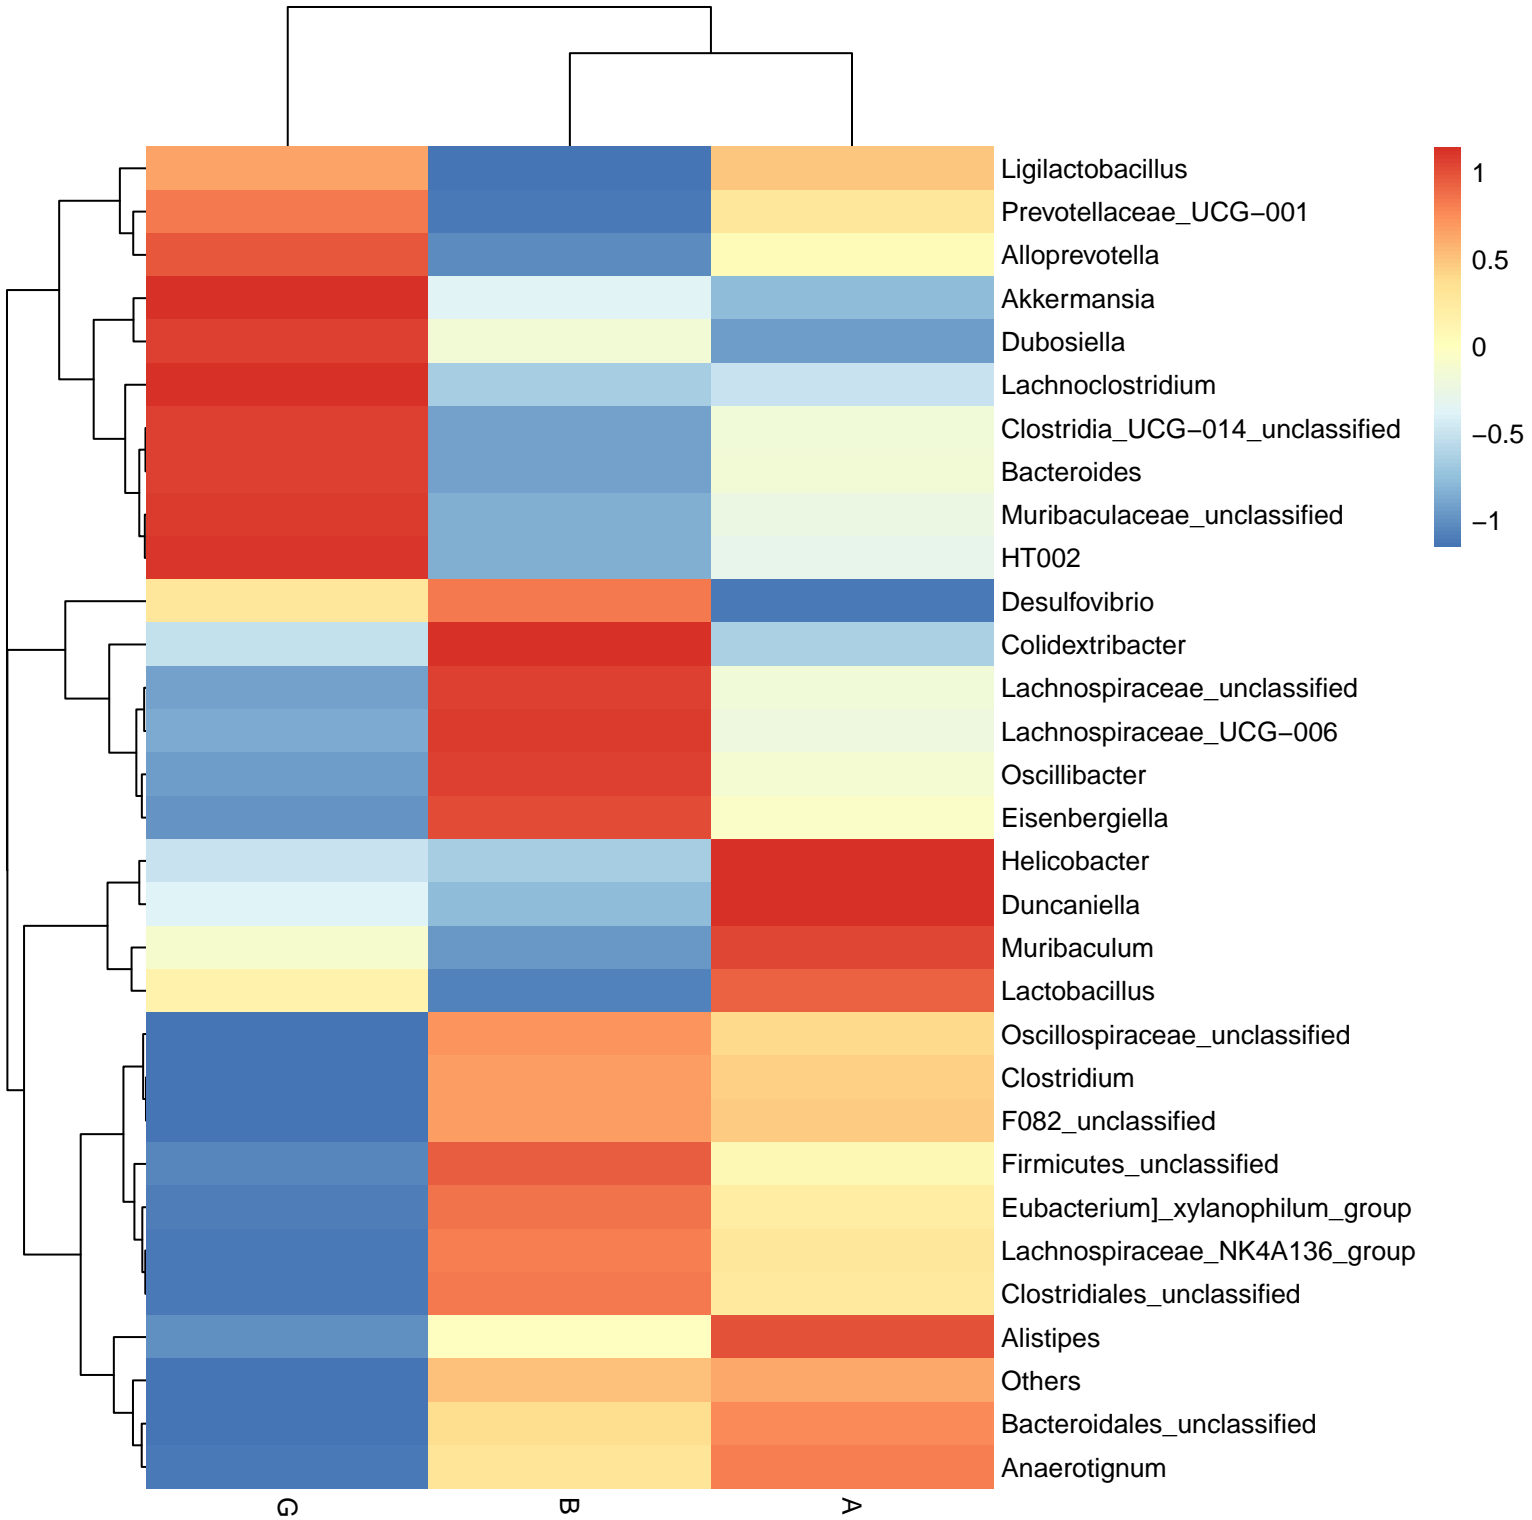 Ligilactobacillus
Prevotellaceae_UCG−001
Alloprevotella
Akkermansia
Dubosiella
Lachnoclostridium
Clostridia_UCG−014_unclassified
Bacteroides
Muribaculaceae_unclassified
HT002
Desulfovibrio
Colidextribacter
Lachnospiraceae_unclassified
Lachnospiraceae_UCG−006
Oscillibacter
Eisenbergiella
Helicobacter
Duncaniella
Muribaculum
Lactobacillus
Oscillospiraceae_unclassified
Clostridium
F082_unclassified
Firmicutes_unclassified
Eubacterium]_xylanophilum_group
Lachnospiraceae_NK4A136_group
Clostridiales_unclassified
Alistipes
Others
Bacteroidales_unclassified
Anaerotignum
G
B
A
1
0.5
0
−0.5
−1